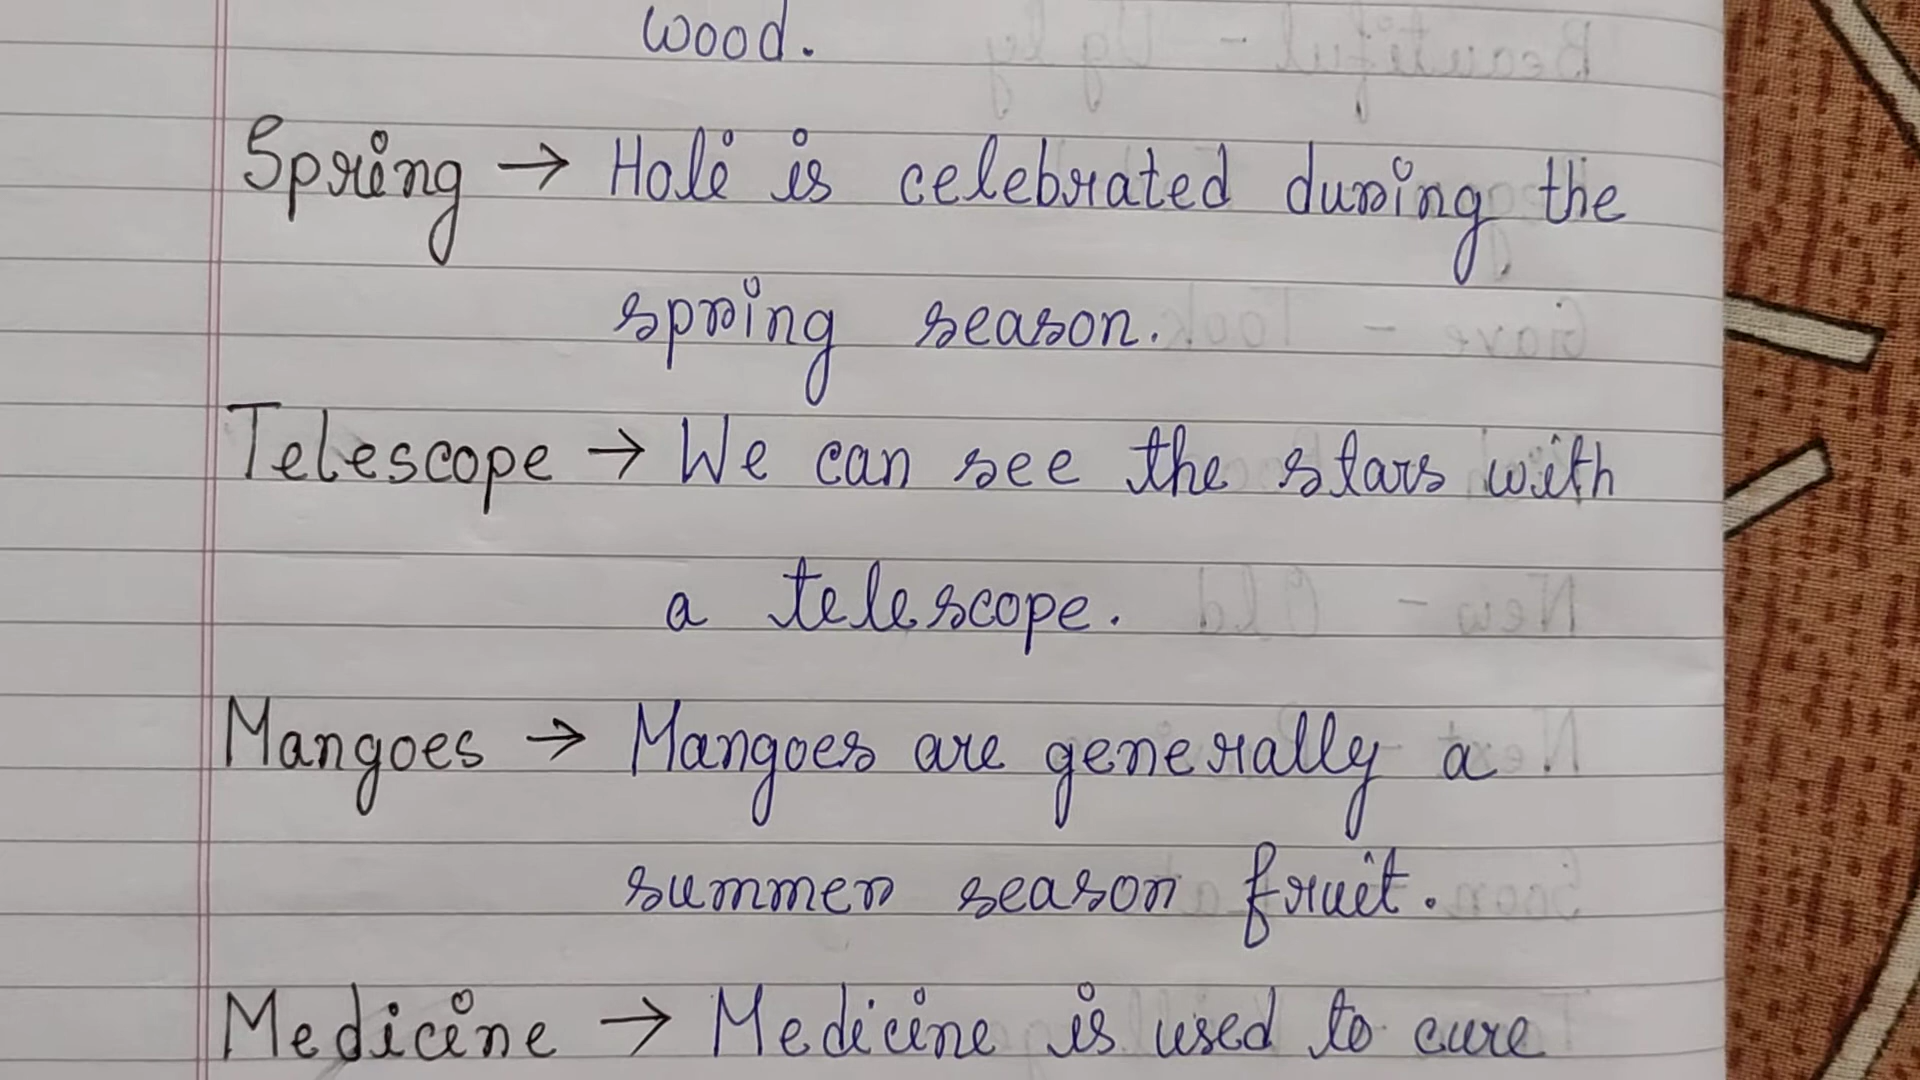 wood.
Spring → Holi is celebrated during the
spring season.
Telescope → We can see the stars with
a telescope.
Mangoes → Mangoes are generally a
summer season fruit.
Medicine → Medicine is used to cure